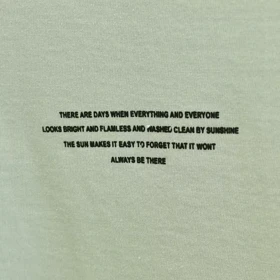 THERE ARE DAYS WHEN EVERYTHING AND EVERYONE
LOOKS BRIGHT AND FLAMLESS AND WASHED CLEAN BY SUNSHINE
THE SUN MAKES IT EASY TO FORGET THAT IT WONT
ALWAYS BE THERE